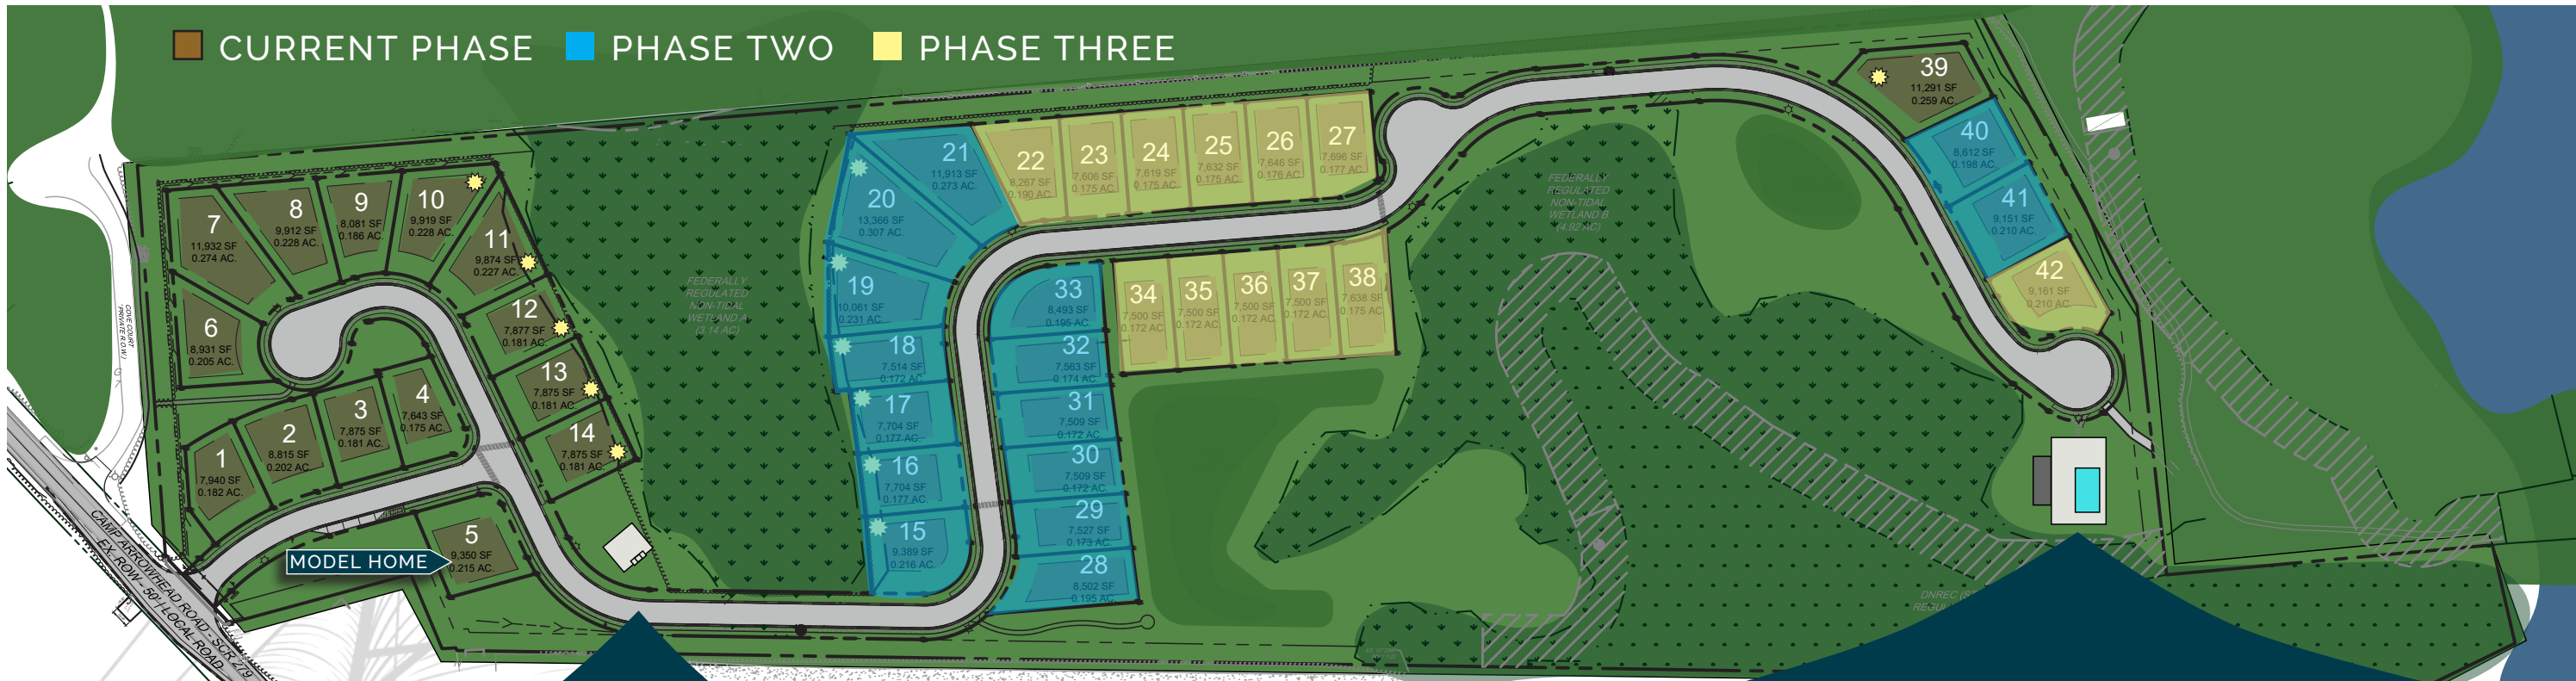 CURRENT PHASE
PHASE TWO
PHASE THREE
7
11,932 SF
0.274 AC.
8
9,912 SF
0.228 AC.
9
8,081 SF
0.186 AC.
10
9,919 SF
0.228 AC.
11
9,874 SF
0.227 AC.
12
7,877 SF
0.181 AC.
13
7,875 SF
0.181 AC.
14
7,875 SF
0.181 AC.
6
8,931 SF
0.205 AC.
4
7,643 SF
0.175 AC.
3
7,875 SF
0.181 AC.
2
8,815 SF
0.202 AC.
1
7,940 SF
0.182 AC.
5
9,350 SF
0.215 AC.
MODEL HOME
COVE COURT
CAMP ARROWHEAD ROAD - SCR 279
EX. ROW - 50' | LOCAL ROAD
FEDERALLY
REGULATED
NON-TIDAL
WETLAND A
(3.14 AC)
21
11,913 SF
0.273 AC.
20
13,366 SF
0.307 AC.
19
10,061 SF
0.231 AC.
18
7,514 SF
0.172 AC.
17
7,704 SF
0.177 AC.
16
7,704 SF
0.177 AC.
15
9,389 SF
0.216 AC.
22
8,267 SF
0.190 AC.
23
7,606 SF
0.175 AC.
24
7,619 SF
0.175 AC.
25
7,632 SF
0.175 AC.
26
7,646 SF
0.176 AC.
27
7,696 SF
0.177 AC.
33
8,493 SF
0.195 AC.
32
7,563 SF
0.174 AC.
31
7,509 SF
0.172 AC.
30
7,509 SF
0.172 AC.
29
7,527 SF
0.173 AC.
28
8,502 SF
0.195 AC.
34
7,500 SF
0.172 AC.
35
7,500 SF
0.172 AC.
36
7,500 SF
0.172 AC.
37
7,500 SF
0.172 AC.
38
7,638 SF
0.175 AC.
FEDERALLY
REGULATED
NON-TIDAL
WETLAND B
(4.92 AC)
39
11,291 SF
0.259 AC.
40
8,612 SF
0.198 AC.
41
9,151 SF
0.210 AC.
42
9,161 SF
0.210 AC.
DNREC